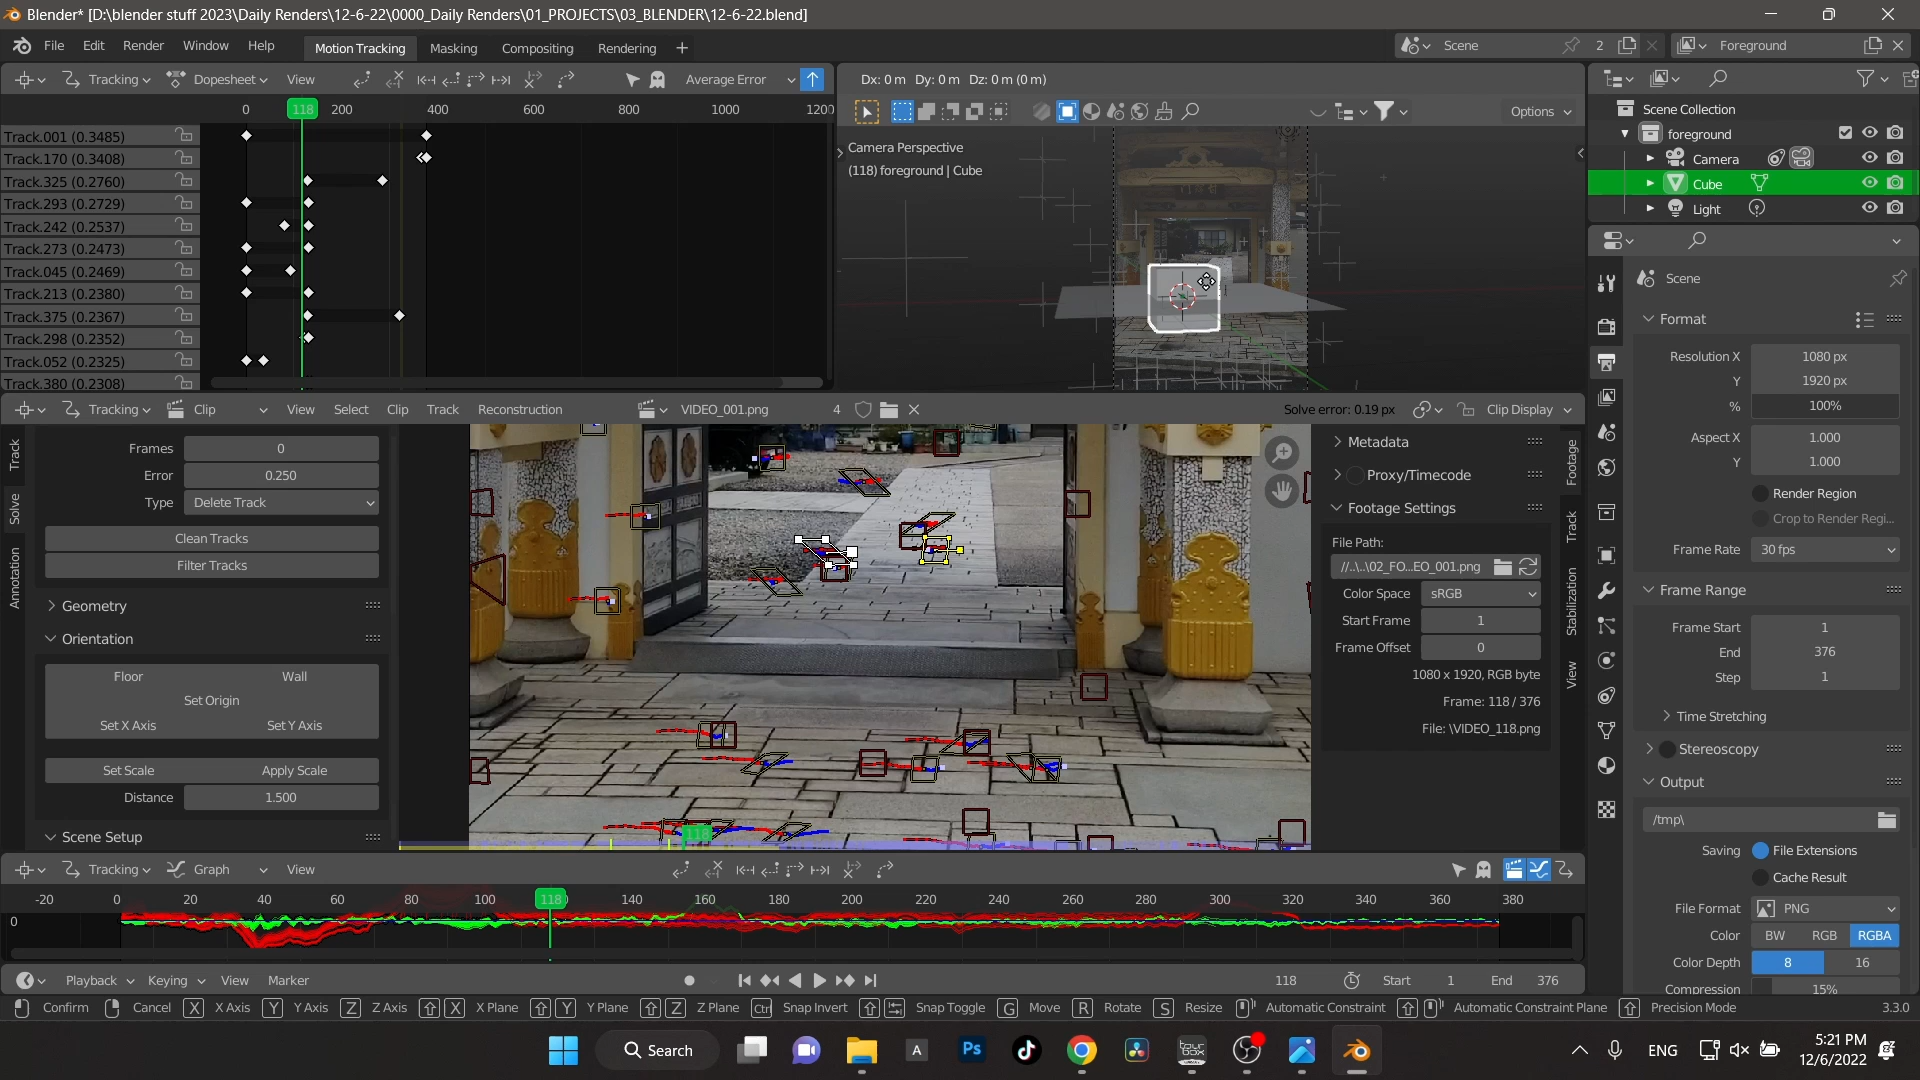 Blender* [D:\blender stuff 2023\Daily Renders\12-6-22\0000_Daily Renders\01_PROJECTS\03_BLENDER\12-6-22.blend]
File Edit Render Window Help Motion Tracking Masking Compositing Rendering + Scene 2 Foreground
Tracking Dopesheet View Average Error
0 118 200 400 600 800 1000 1200
Track.001 (0.3485)
Track.170 (0.3408)
Track.325 (0.2760)
Track.293 (0.2729)
Track.242 (0.2537)
Track.273 (0.2473)
Track.045 (0.2469)
Track.213 (0.2380)
Track.375 (0.2367)
Track.298 (0.2352)
Track.052 (0.2325)
Track.380 (0.2308)
Dx: 0 m Dy: 0 m Dz: 0 m (0 m)
Options
Camera Perspective
(118) foreground | Cube
Scene Collection
foreground
Camera
Cube
Light
Tracking Clip View Select Clip Track Reconstruction VIDEO_001.png 4 Solve error: 0.19 px Clip Display
Track
Solve
Annotation
Frames 0
Error 0.250
Type Delete Track
Clean Tracks
Filter Tracks
Geometry
Orientation
Floor Wall
Set Origin
Set X Axis Set Y Axis
Set Scale Apply Scale
Distance 1.500
Scene Setup
118
Metadata
Proxy/Timecode
Footage Settings
File Path:
//..\..\02_FO...EO_001.png
Color Space sRGB
Start Frame 1
Frame Offset 0
1080 x 1920, RGB byte
Frame: 118 / 376
File: \VIDEO_118.png
Footage
Track
Stabilization
View
Scene
Format
Resolution X 1080 px
Y 1920 px
% 100%
Aspect X 1.000
Y 1.000
Render Region
Crop to Render Regi...
Frame Rate 30 fps
Frame Range
Frame Start 1
End 376
Step 1
Time Stretching
Stereoscopy
Output
/tmp\
Saving File Extensions
Cache Result
File Format PNG
Color BW RGB RGBA
Color Depth 8 16
Compression 15%
Tracking Graph View
-20 0 20 40 60 80 100 118 140 160 180 200 220 240 260 280 300 320 340 360 380
0
Playback Keying View Marker 118 Start 1 End 376
Confirm Cancel X X Axis Y Y Axis Z Z Axis X X Plane Y Y Plane Z Z Plane Ctrl Snap Invert Snap Toggle G Move R Rotate S Resize Automatic Constraint Automatic Constraint Plane Precision Mode 3.3.0
Search A Ps ENG 5:21 PM
12/6/2022